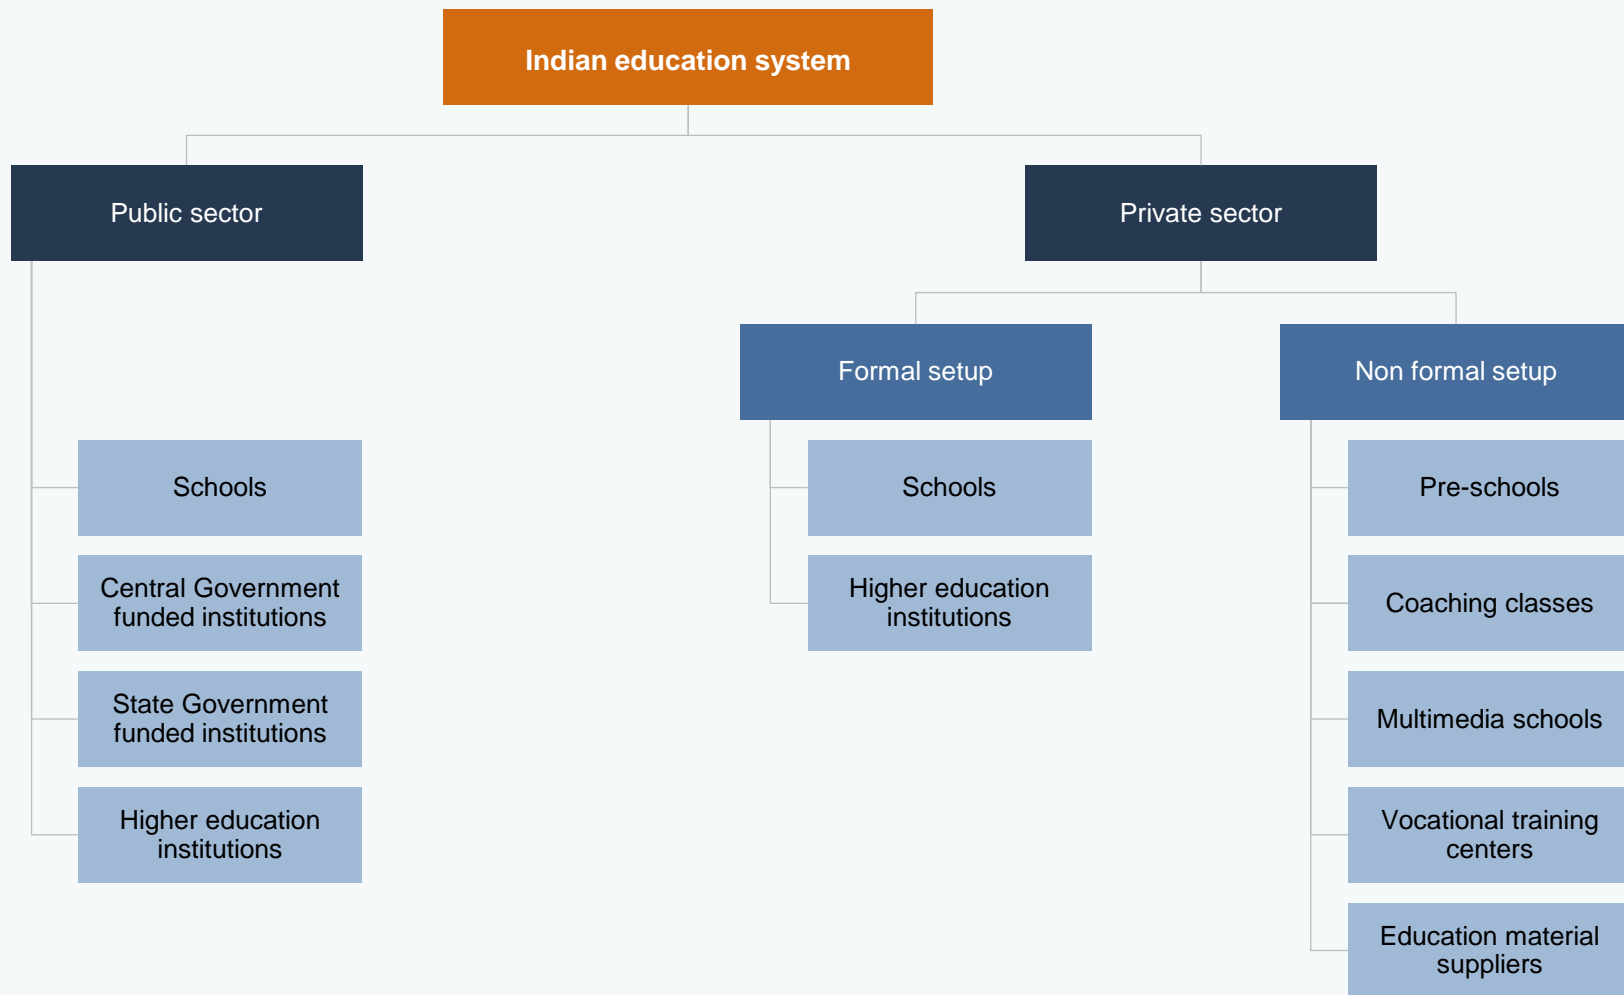 Indian education system
Public sector
Private sector
Formal setup
Non formal setup
Schools
Central Government
funded institutions
State Government
funded institutions
Higher education
institutions
Schools
Higher education
institutions
Pre-schools
Coaching classes
Multimedia schools
Vocational training
centers
Education material
suppliers